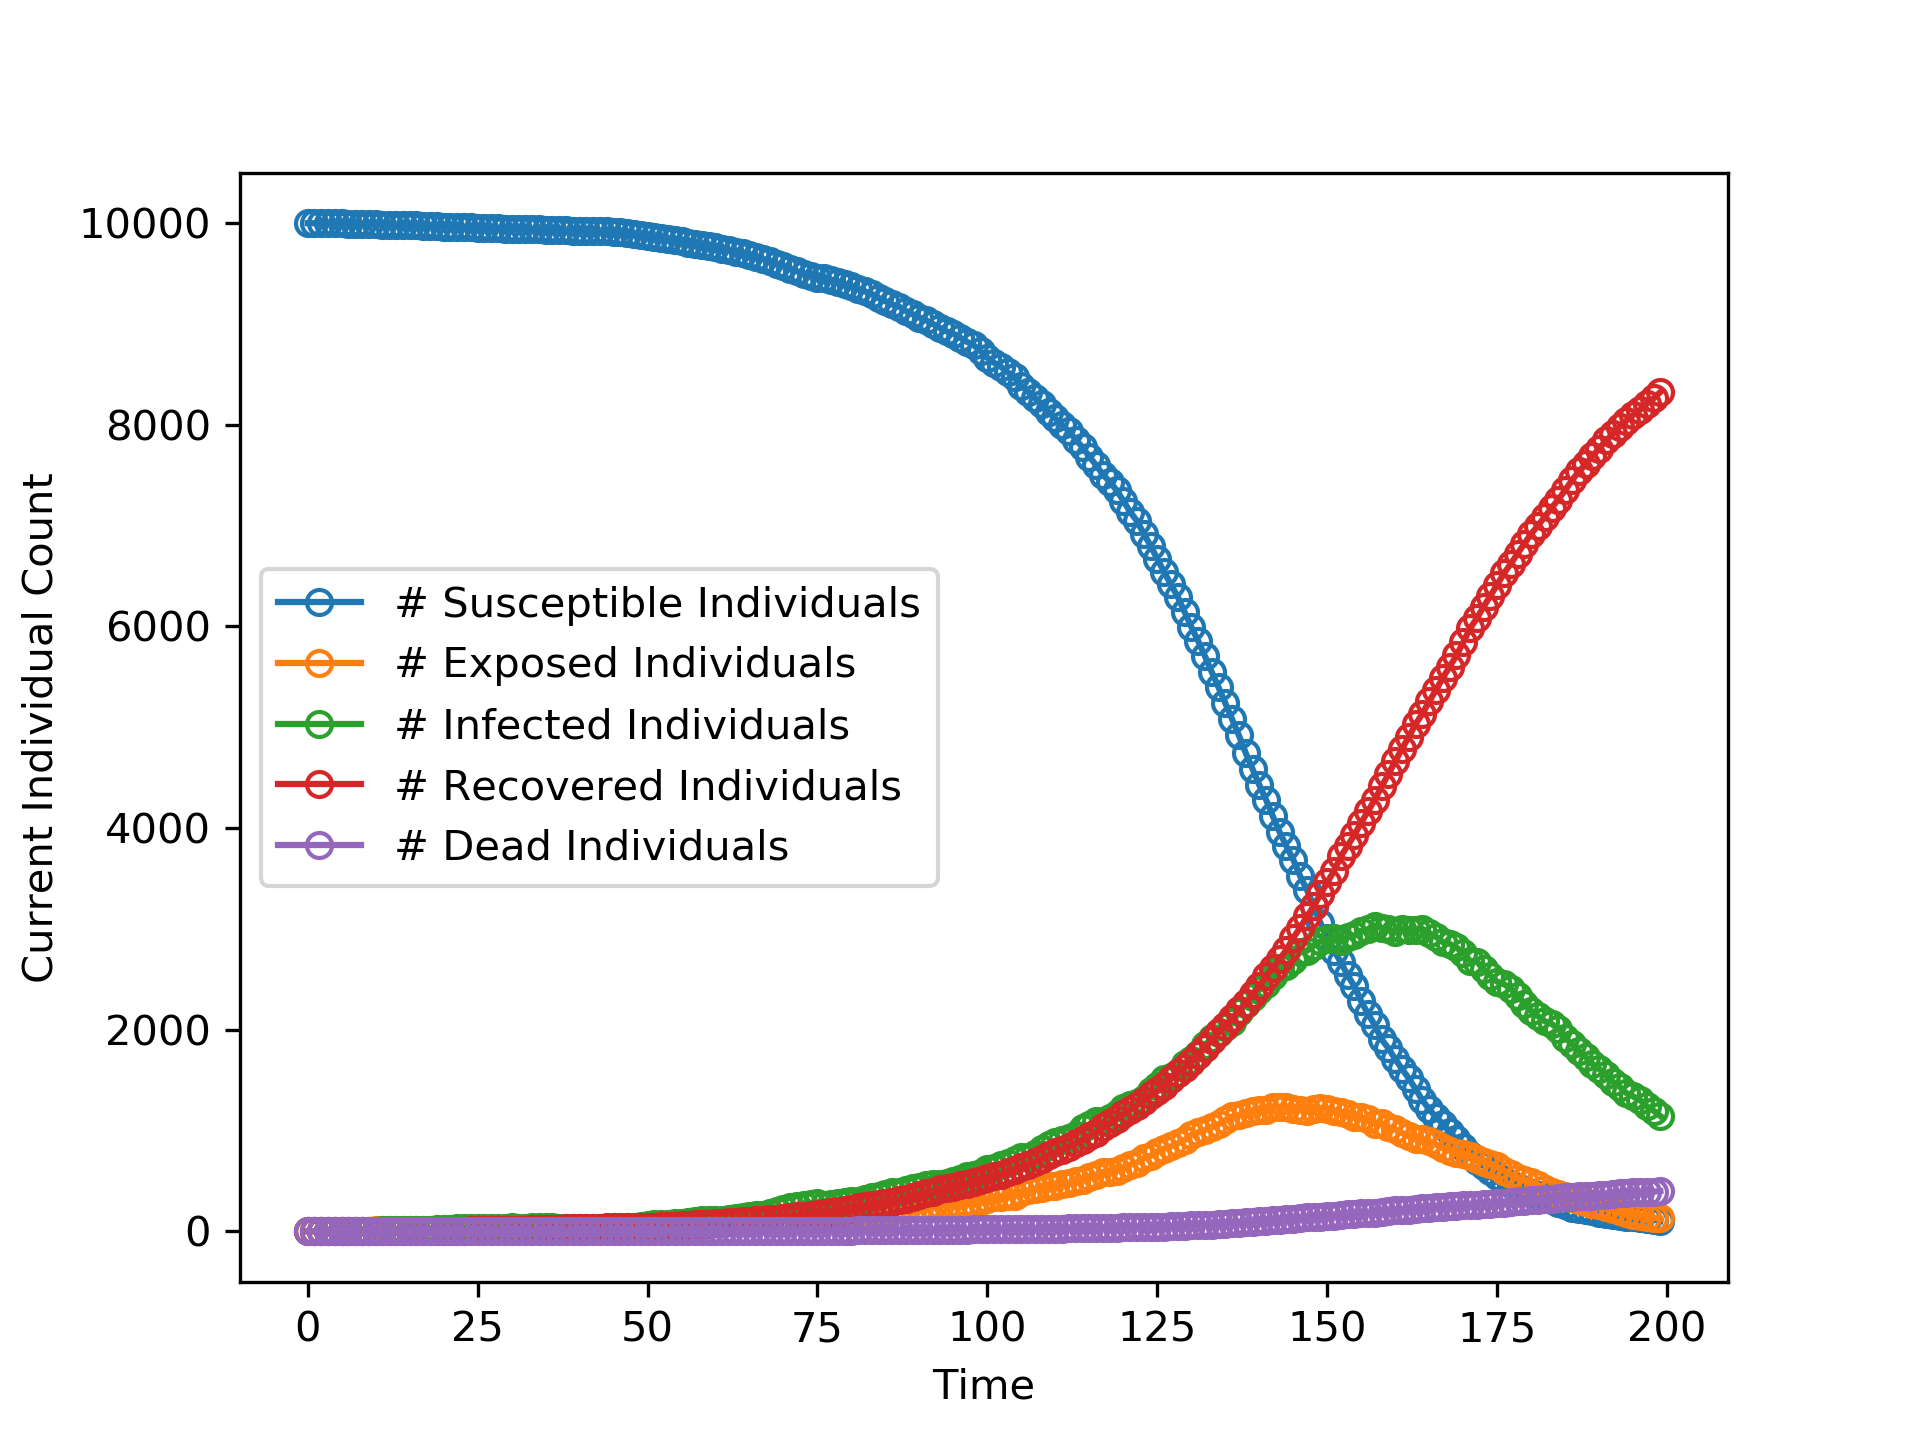 10000
8000
6000
4000
2000
0
Current Individual Count
# Susceptible Individuals
# Exposed Individuals
# Infected Individuals
# Recovered Individuals
# Dead Individuals
0 25 50 75 100 125 150 175 200
Time